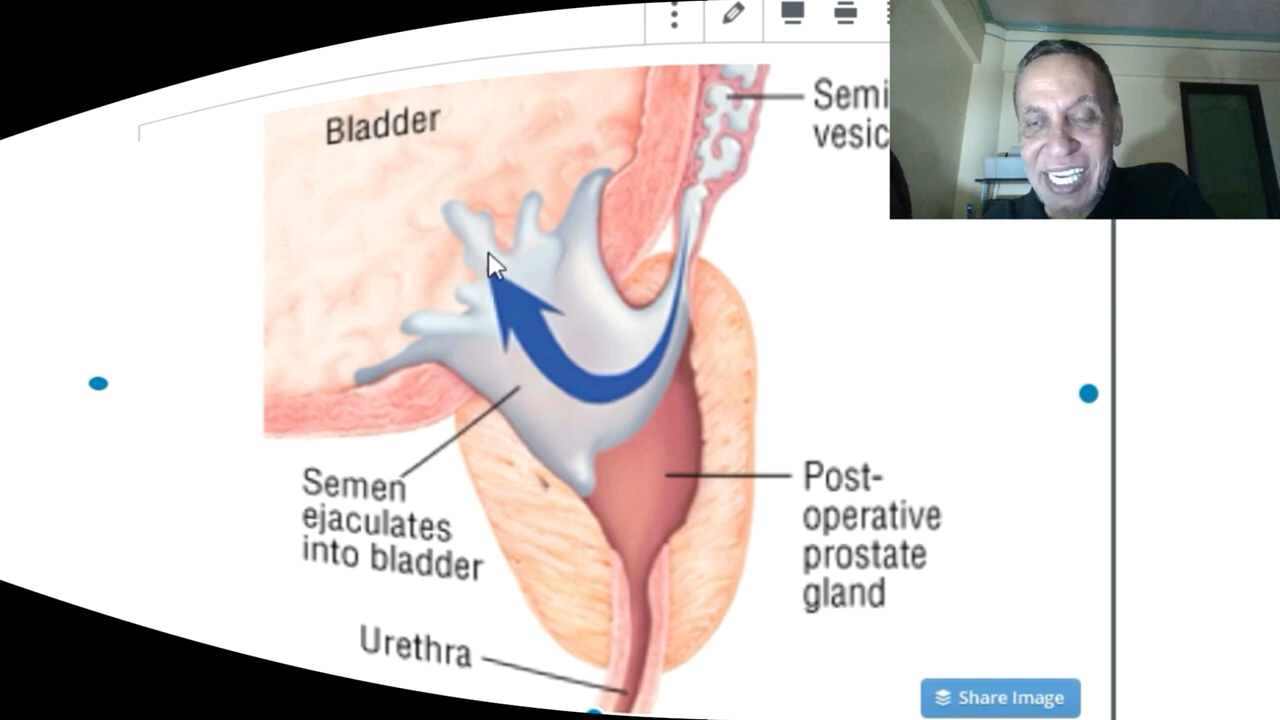 Bladder
Semi
vesic
Semen
ejaculates
into bladder
Post-
operative
prostate
gland
Urethra
Share Image